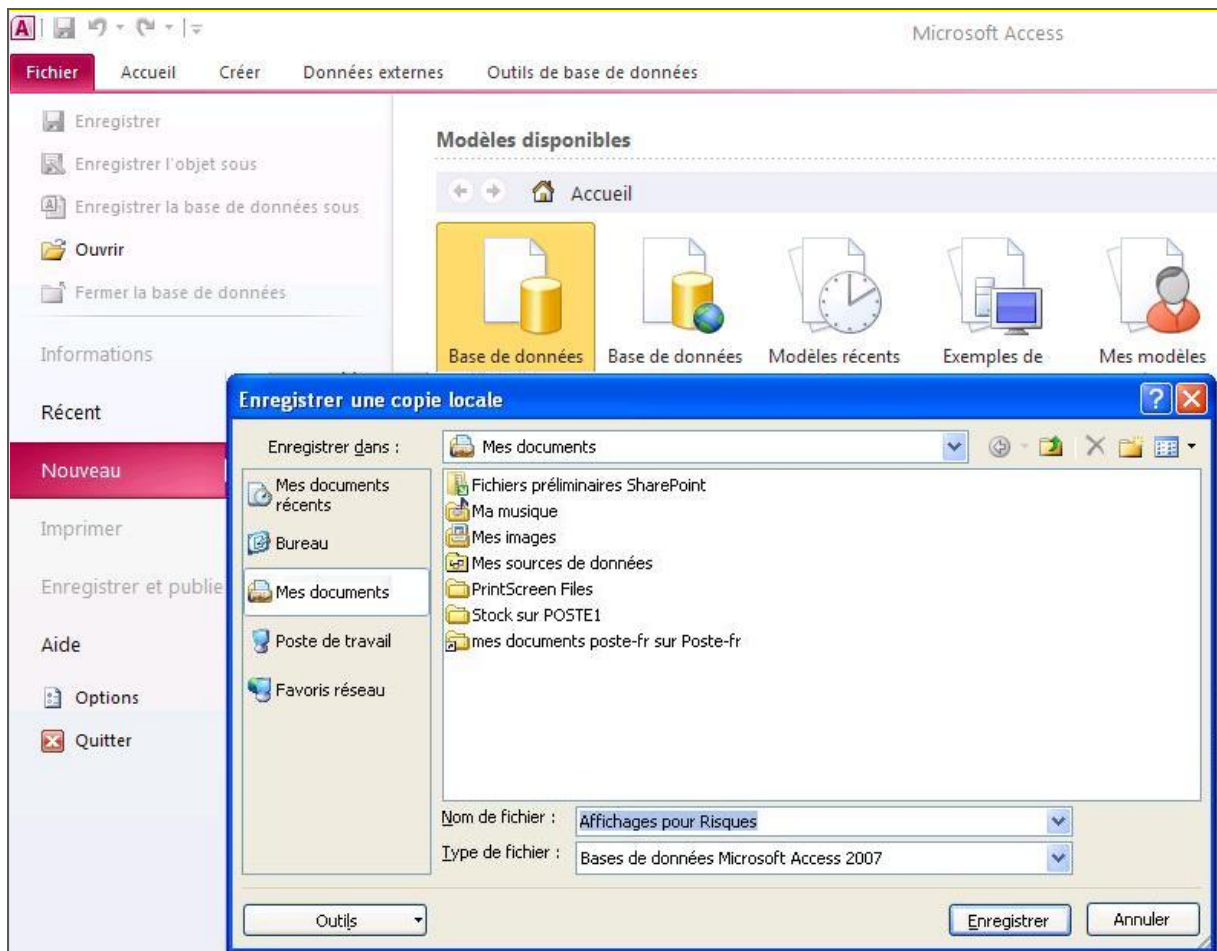 Microsoft Access
Fichier Accueil Créer Données externes Outils de base de données
Enregistrer
Enregistrer l'objet sous
Enregistrer la base de données sous
Ouvrir
Fermer la base de données
Informations
Récent
Nouveau
Imprimer
Enregistrer et publie
Aide
Options
Quitter
Modèles disponibles
Accueil
Base de données
Base de données
Modèles récents
Exemples de
Mes modèles
Enregistrer une copie locale
Enregistrer dans :
Mes documents
Mes documents
récents
Bureau
Mes documents
Poste de travail
Favoris réseau
Fichiers préliminaires SharePoint
Ma musique
Mes images
Mes sources de données
PrintScreen Files
Stock sur POSTE1
mes documents poste-fr sur Poste-fr
Nom de fichier :
Affichages pour Risques
Type de fichier :
Bases de données Microsoft Access 2007
Outils
Enregistrer
Annuler